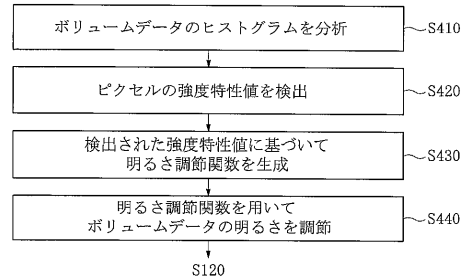 ボリュームデータのヒストグラムを分析
S410
ピクセルの強度特性値を検出
S420
検出された強度特性値に基づいて
明るさ調節関数を生成
S430
明るさ調節関数を用いて
ボリュームデータの明るさを調節
S440
S120